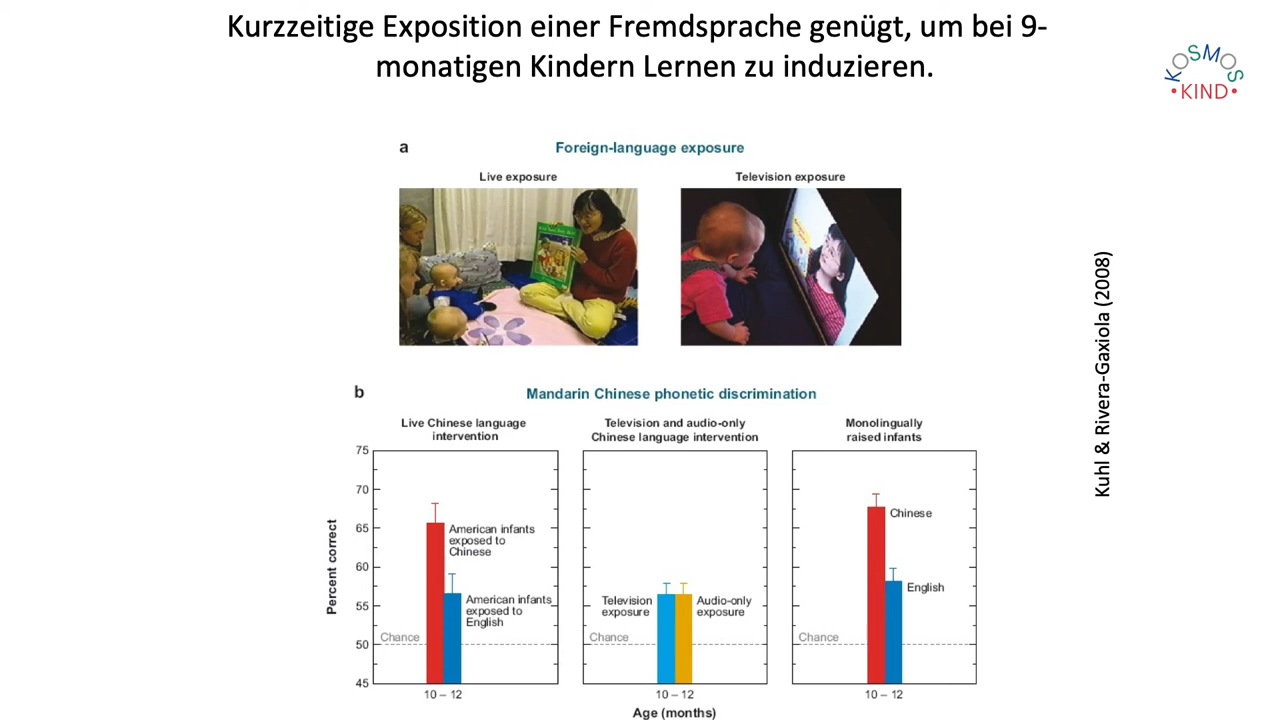 Kurzzeitige Exposition einer Fremdsprache genügt, um bei 9-
monatigen Kindern Lernen zu induzieren.
KOSMOS
•KIND•
a
Foreign-language exposure
Live exposure
Television exposure
Kuhl & Rivera-Gaxiola (2008)
b
Mandarin Chinese phonetic discrimination
Live Chinese language
intervention
Television and audio-only
Chinese language intervention
Monolingually
raised infants
Percent correct
75
70
65
60
55
50
45
American infants
exposed to
Chinese
American infants
exposed to
English
Chance
10 – 12
Television
exposure
Audio-only
exposure
Chance
10 – 12
Chinese
English
Chance
10 – 12
Age (months)